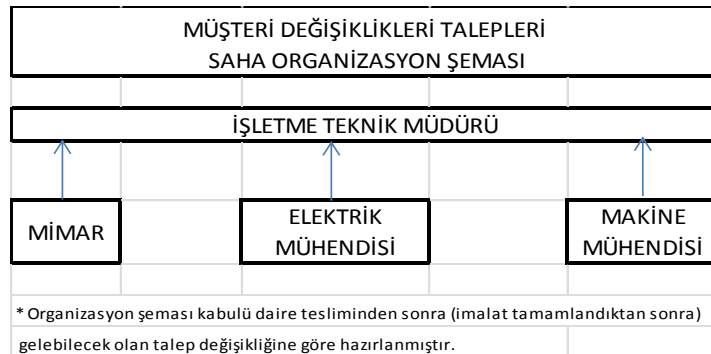 MÜŞTERİ DEĞİŞİKLİKLERİ TALEPLERİ
SAHA ORGANİZASYON ŞEMASI
İŞLETME TEKNİK MÜDÜRÜ
MİMAR
ELEKTRİK
MÜHENDİSİ
MAKİNE
MÜHENDİSİ
* Organizasyon şeması kabulü daire tesliminden sonra (imalat tamamlandıktan sonra)
gelebilecek olan talep değişikliğine göre hazırlanmıştır.